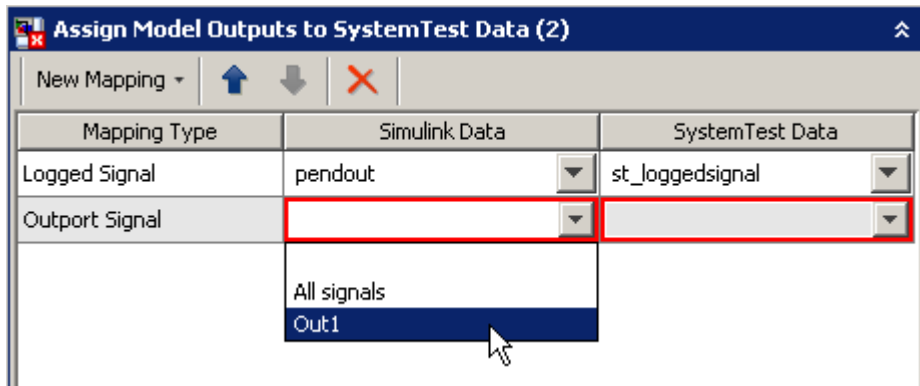 Assign Model Outputs to SystemTest Data (2)
New Mapping
Mapping Type Simulink Data SystemTest Data
Logged Signal pendout st_loggedsignal
Outport Signal
All signals
Out1